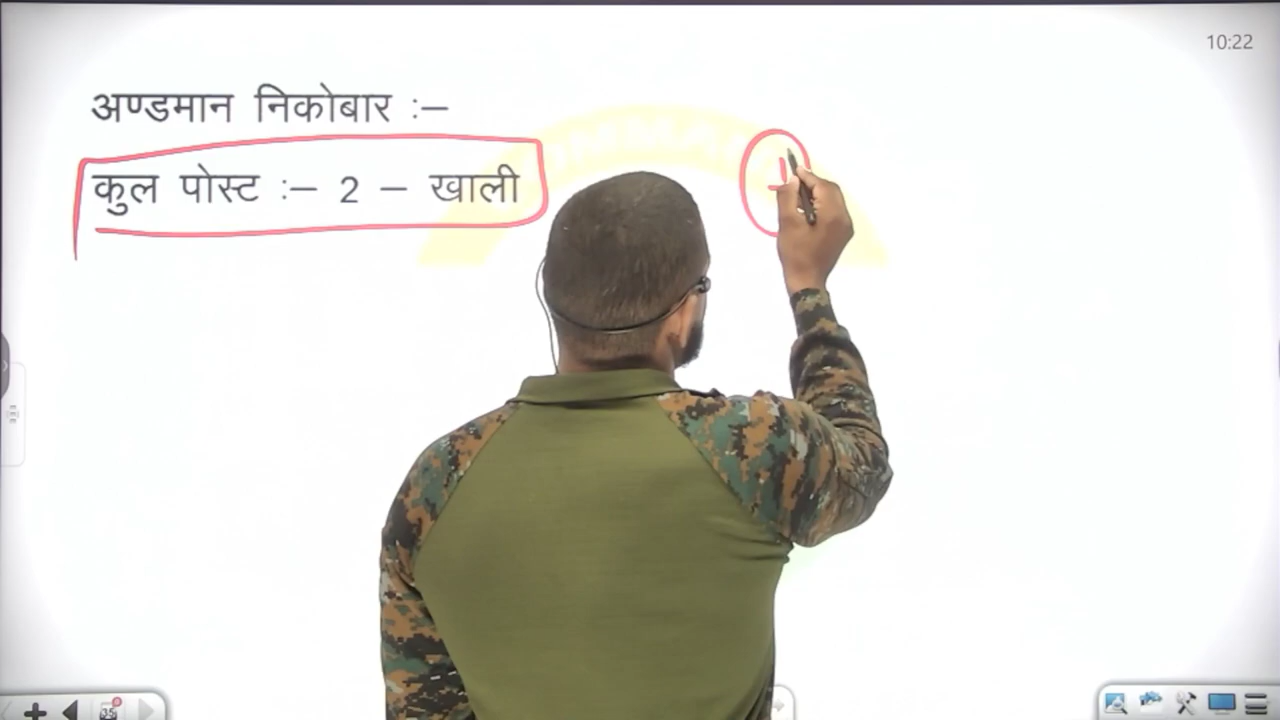 10:22
अण्डमान निकोबार :–
कुल पोस्ट :– 2 – खाली